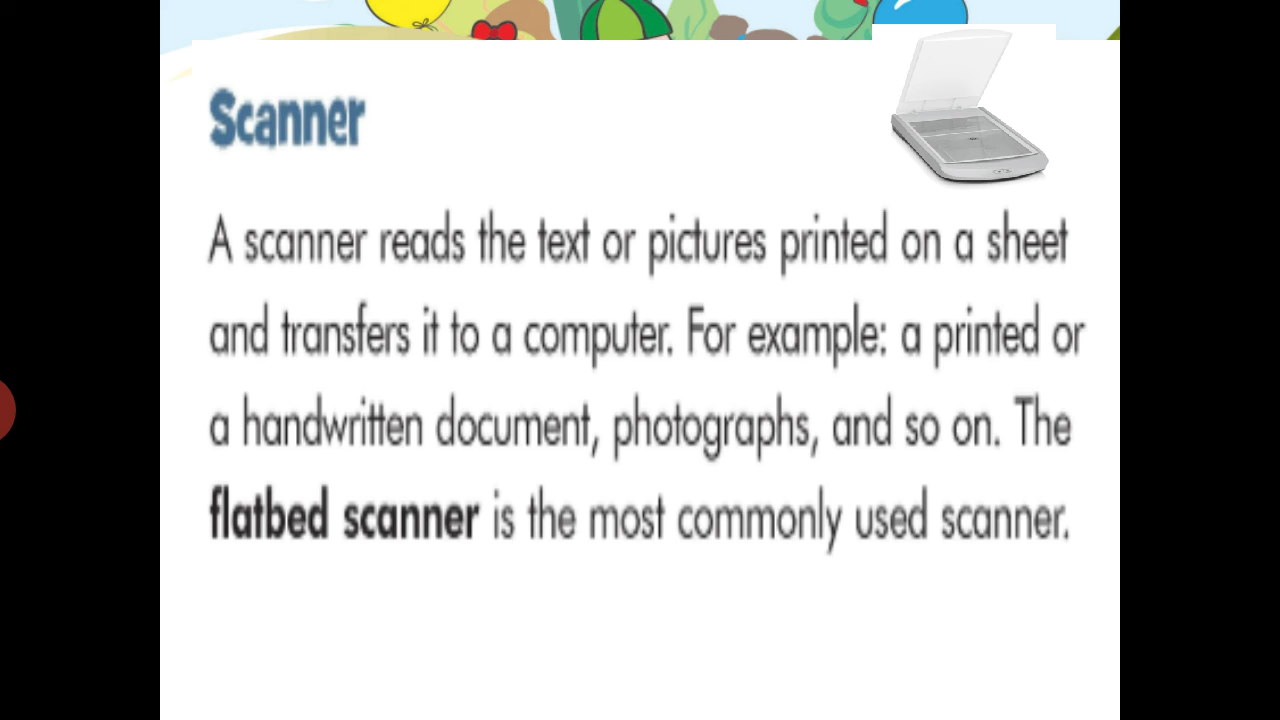 Scanner
A scanner reads the text or pictures printed on a sheet
and transfers it to a computer. For example: a printed or
a handwritten document, photographs, and so on. The
flatbed scanner is the most commonly used scanner.